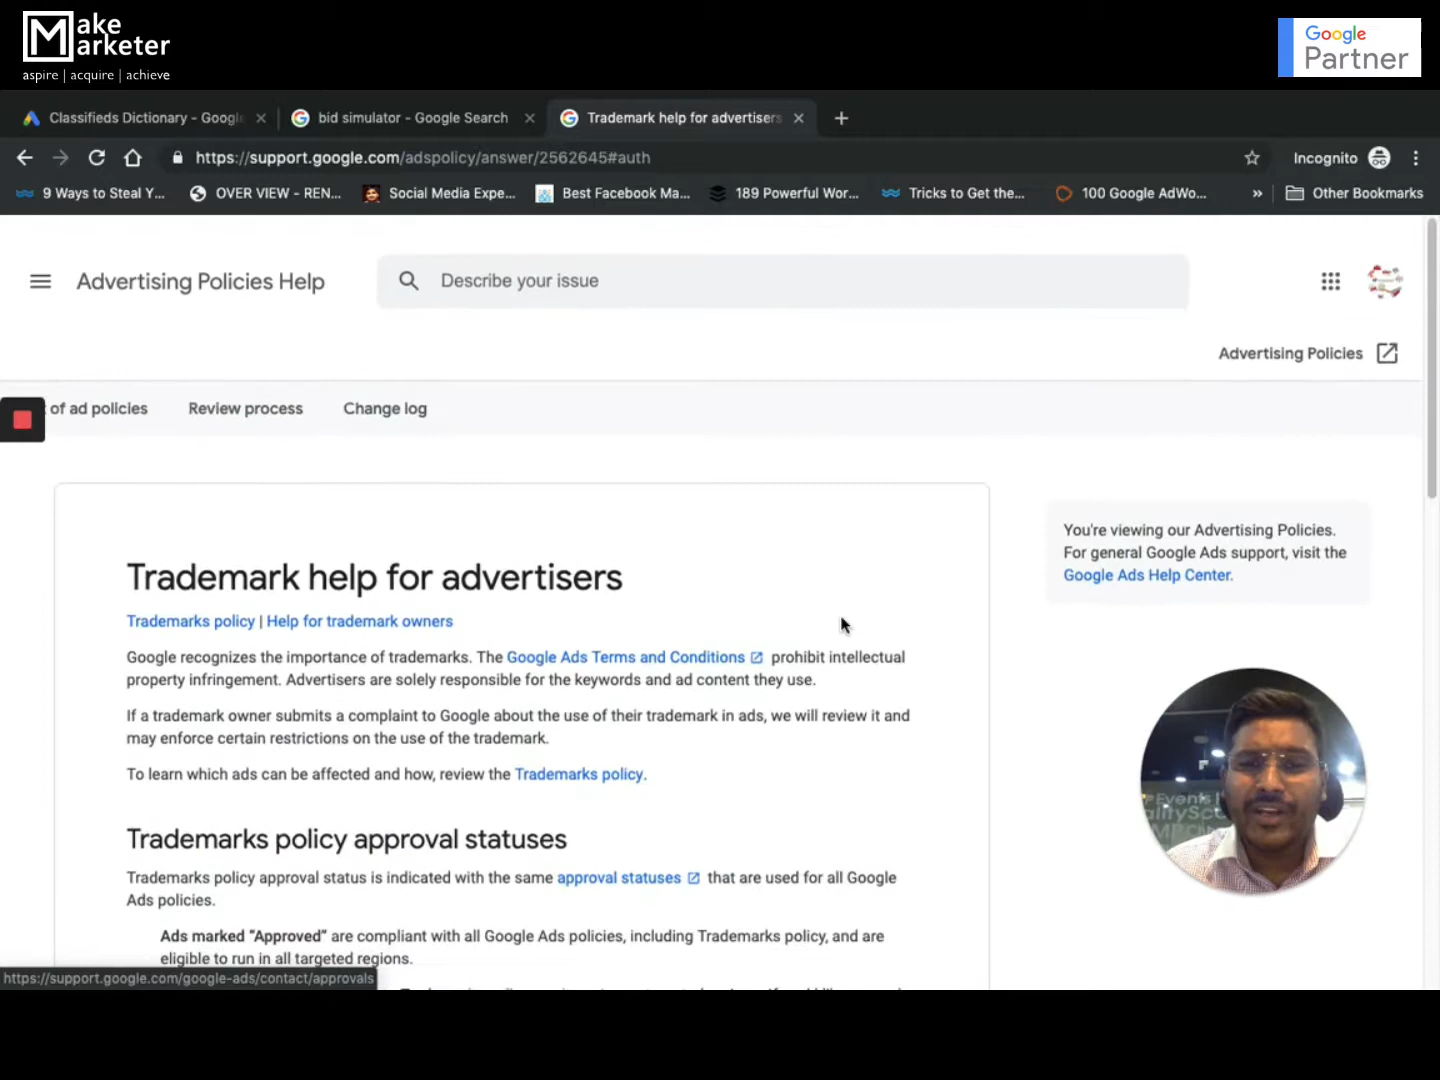 Make
Marketer
aspire | acquire | achieve
Google
Partner
Classifieds Dictionary - Googl
bid simulator - Google Search
Trademark help for advertisers
https://support.google.com/adspolicy/answer/2562645#auth
Incognito
9 Ways to Steal Y...
OVER VIEW - REN...
Social Media Expe...
Best Facebook Ma...
189 Powerful Wor...
Tricks to Get the...
100 Google AdWo...
»
Other Bookmarks
Advertising Policies Help
Describe your issue
Advertising Policies
of ad policies
Review process
Change log
Trademark help for advertisers
Trademarks policy | Help for trademark owners
Google recognizes the importance of trademarks. The Google Ads Terms and Conditions prohibit intellectual
property infringement. Advertisers are solely responsible for the keywords and ad content they use.
If a trademark owner submits a complaint to Google about the use of their trademark in ads, we will review it and
may enforce certain restrictions on the use of the trademark.
To learn which ads can be affected and how, review the Trademarks policy.
Trademarks policy approval statuses
Trademarks policy approval status is indicated with the same approval statuses that are used for all Google
Ads policies.
Ads marked “Approved” are compliant with all Google Ads policies, including Trademarks policy, and are
eligible to run in all targeted regions.
https://support.google.com/google-ads/contact/approvals
You're viewing our Advertising Policies.
For general Google Ads support, visit the
Google Ads Help Center.
Events